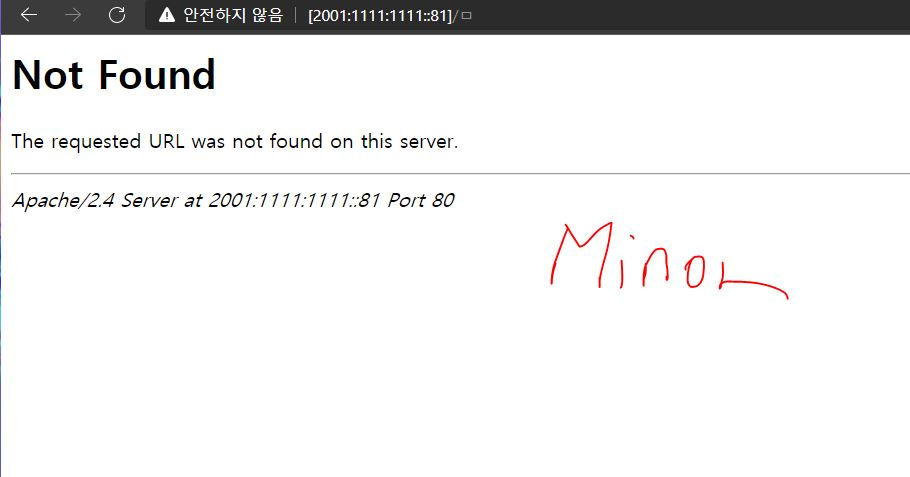 안전하지 않음 [2001:1111:1111::81]/ㅁ
Not Found
The requested URL was not found on this server.
Apache/2.4 Server at 2001:1111:1111::81 Port 80
Minor